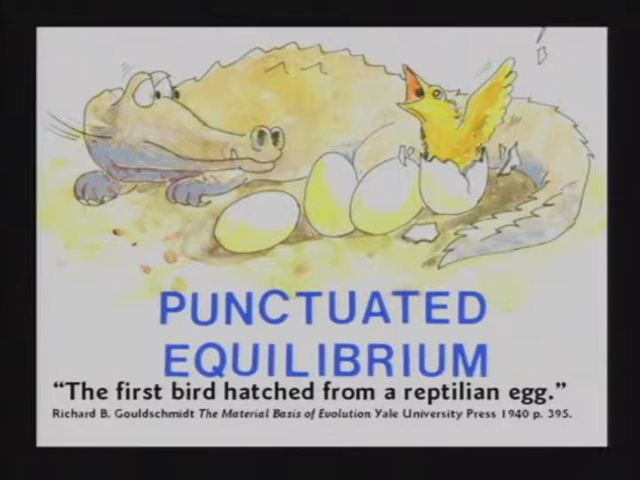 PUNCTUATED
EQUILIBRIUM
“The first bird hatched from a reptilian egg.”
Richard B. Gouldschmidt The Material Basis of Evolution Yale University Press 1940 p. 395.